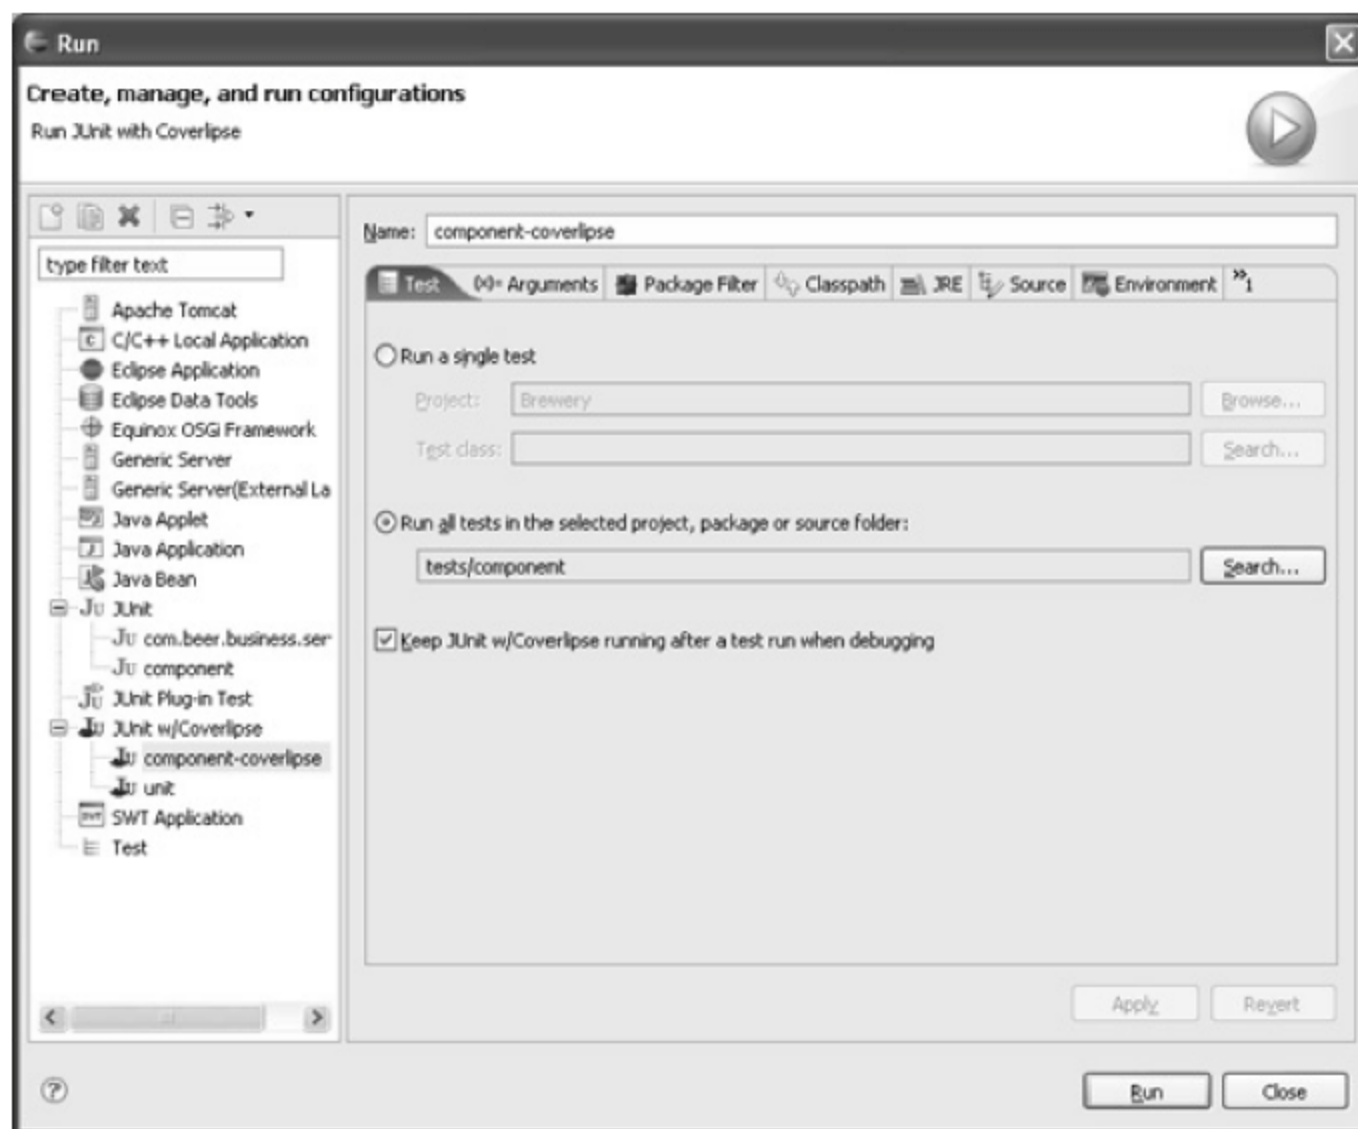 Run
Create, manage, and run configurations
Run JUnit with Coverlipse
type filter text
Apache Tomcat
C/C++ Local Application
Eclipse Application
Eclipse Data Tools
Equinox OSGi Framework
Generic Server
Generic Server(External La
Java Applet
Java Application
Java Bean
JUnit
com.beer.business.ser
component
JUnit Plug-in Test
JUnit w/Coverlipse
component-coverlipse
unit
SWT Application
Test
Name: component-coverlipse
Test (x)= Arguments Package Filter Classpath JRE Source Environment »1
Run a single test
Project: Brewery Browse...
Test class: Search...
Run all tests in the selected project, package or source folder:
tests/component Search...
Keep JUnit w/Coverlipse running after a test run when debugging
Apply Revert
Run Close